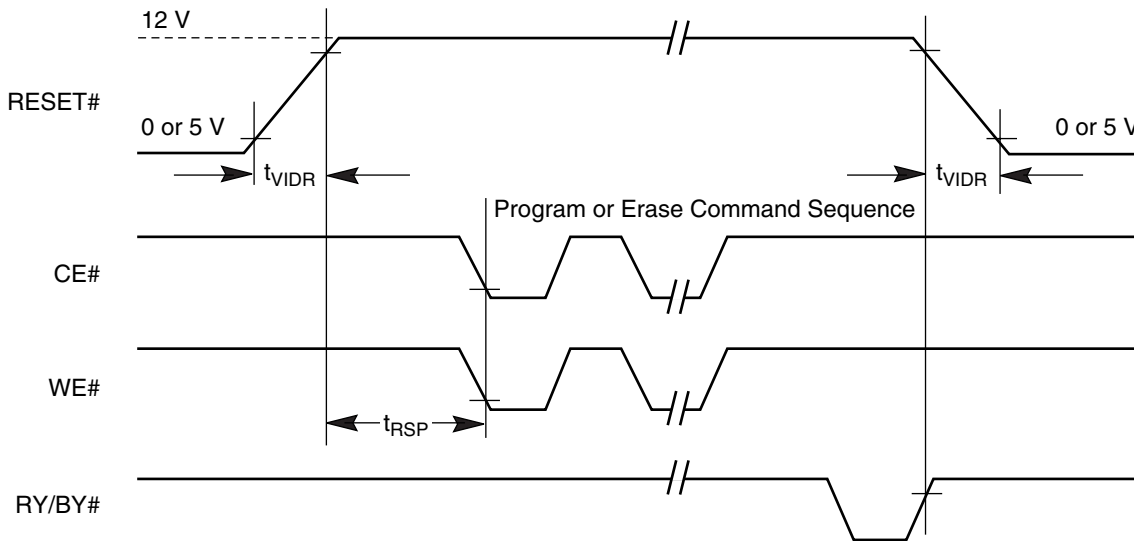 12 V
RESET#
0 or 5 V
0 or 5 V
tVIDR
tVIDR
Program or Erase Command Sequence
CE#
WE#
tRSP
RY/BY#